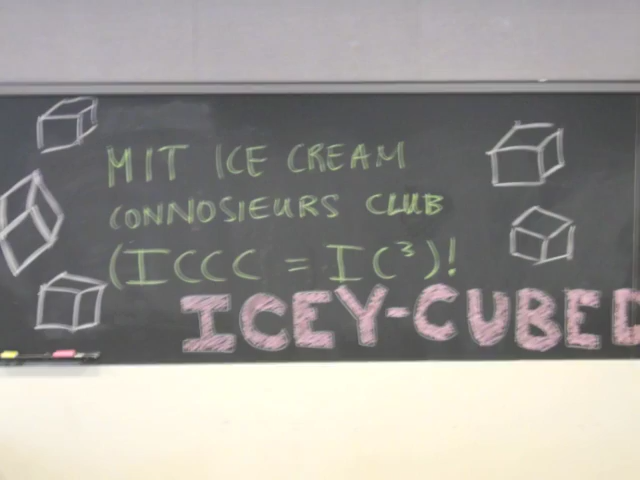 MIT ICE CREAM
CONNOSIEURS CLUB
(ICCC = IC³)!
ICEY-CUBED